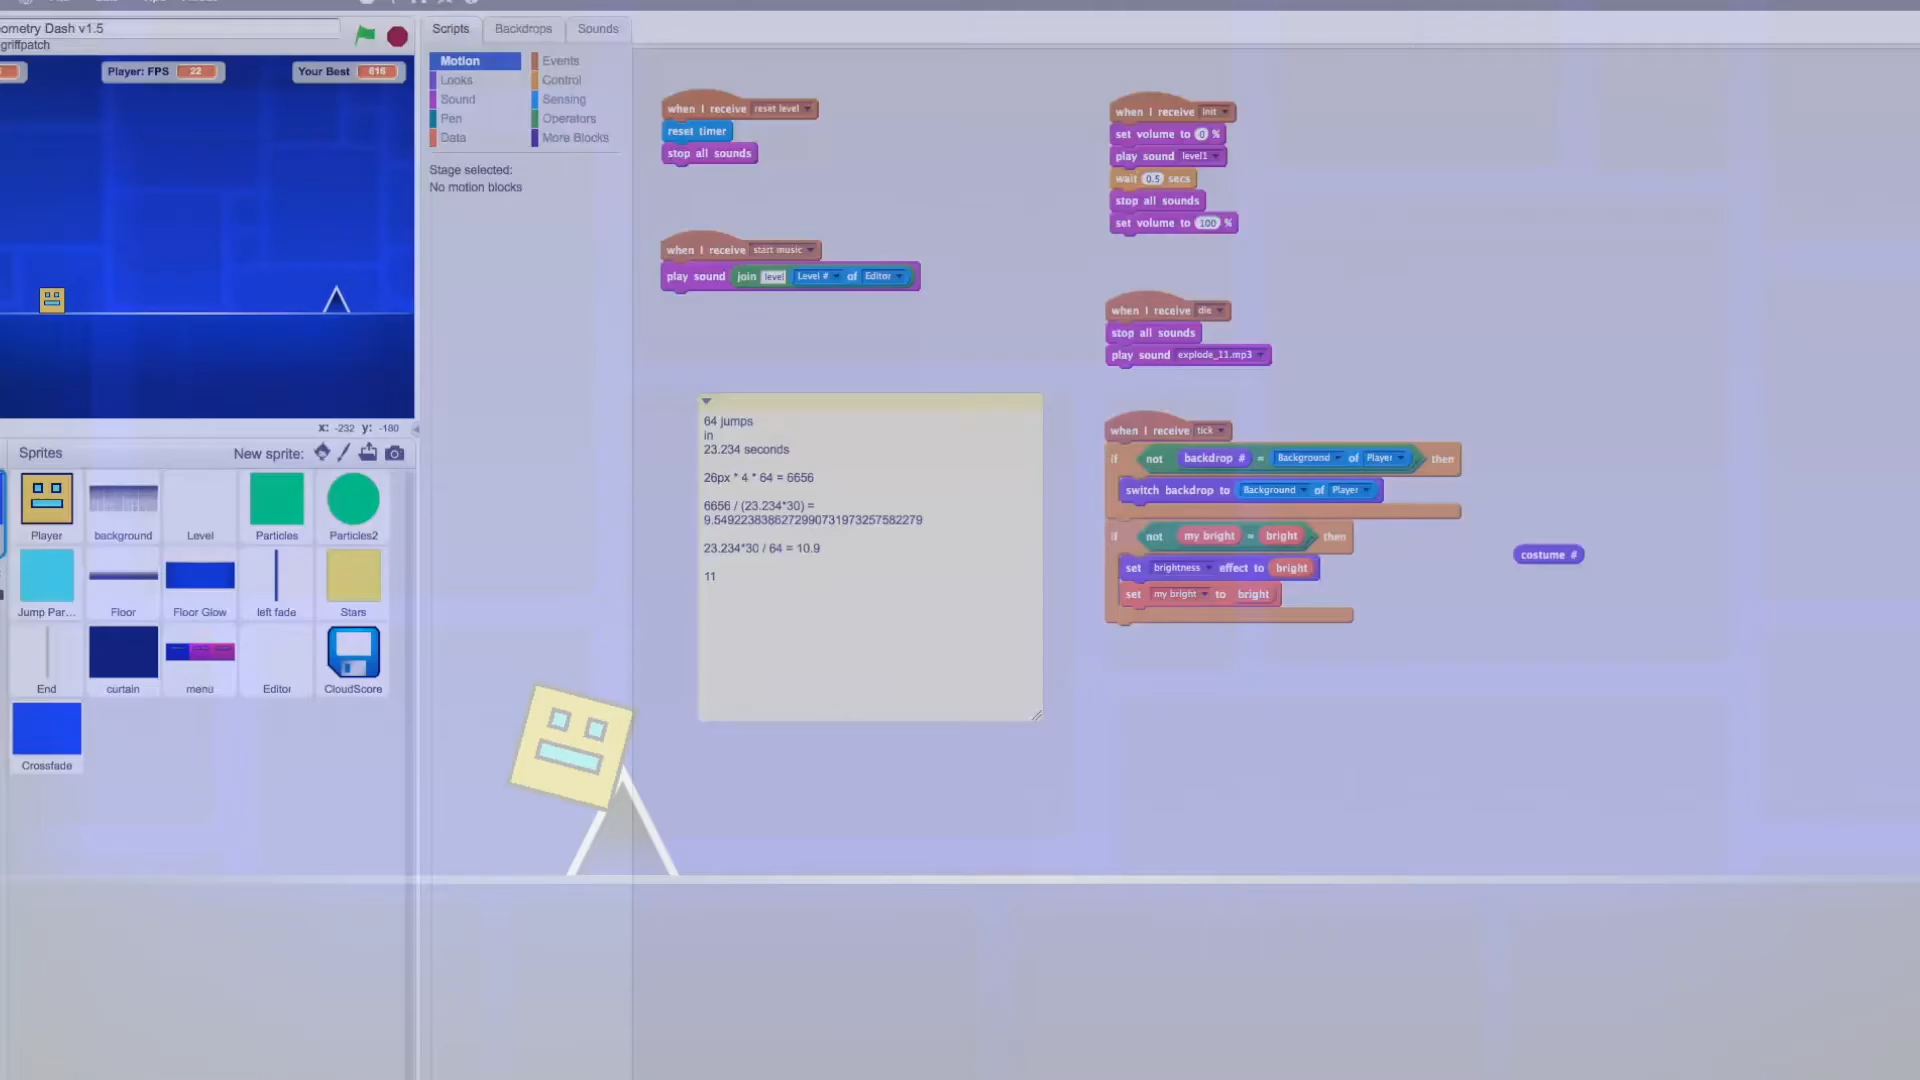 ometry Dash v1.5
griffpatch
Player: FPS 22
Your Best 616
x: -232 y: -180
Sprites
New sprite:
Player
background
Level
Particles
Particles2
Jump Par...
Floor
Floor Glow
left fade
Stars
End
curtain
menu
Editor
CloudScore
Crossfade
Scripts
Backdrops
Sounds
Motion
Looks
Sound
Pen
Data
Events
Control
Sensing
Operators
More Blocks
Stage selected:
No motion blocks
when I receive reset level
reset timer
stop all sounds
when I receive start music
play sound join level Level # of Editor
64 jumps
in
23.234 seconds
26px * 4 * 64 = 6656
6656 / (23.234*30) =
9.5492238386272990731973257582279
23.234*30 / 64 = 10.9
11
when I receive Init
set volume to 0 %
play sound level1
wait 0.5 secs
stop all sounds
set volume to 100 %
when I receive die
stop all sounds
play sound explode_11.mp3
when I receive tick
if not backdrop # = Background of Player then
switch backdrop to Background of Player
if not my bright = bright then
set brightness effect to bright
set my bright to bright
costume #